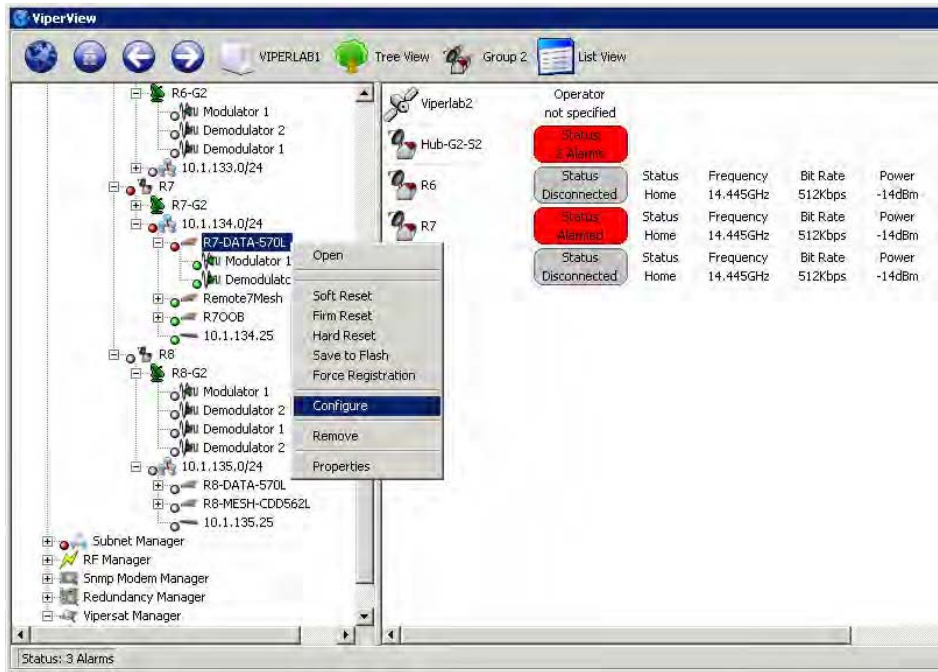 ViperView
VIPERLAB1 Tree View Group 2 List View
R6-G2
Modulator 1
Demodulator 2
Demodulator 1
10.1.133.0/24
R7
R7-G2
10.1.134.0/24
R7-DATA-570L
Modulator 1
Demodulatc
Remote7Mesh
R7OOB
10.1.134.25
R8
R8-G2
Modulator 1
Demodulator 2
Demodulator 1
Demodulator 2
10.1.135.0/24
R8-DATA-570L
R8-MESH-CDD562L
10.1.135.25
Subnet Manager
RF Manager
Snmp Modem Manager
Redundancy Manager
Vipersat Manager
Open
Soft Reset
Firm Reset
Hard Reset
Save to Flash
Force Registration
Configure
Remove
Properties
Viperlab2
Hub-G2-S2
R6
R7
Operator
not specified
Status
3 Alarms
Status Status Frequency Bit Rate Power
Disconnected Home 14.445GHz 512Kbps -14dBm
Status Status Frequency Bit Rate Power
Alarmed Home 14.445GHz 512Kbps -14dBm
Status Status Frequency Bit Rate Power
Disconnected Home 14.445GHz 512Kbps -14dBm
Status: 3 Alarms